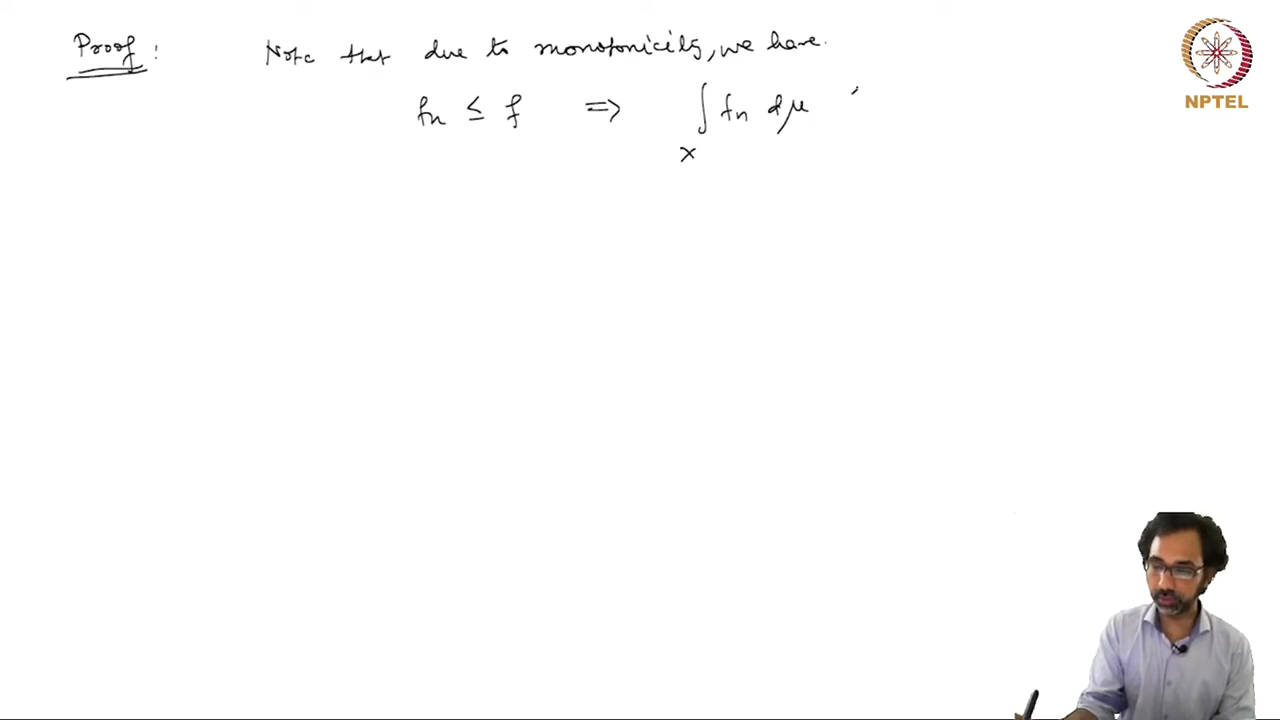 Proof : Note that due to monotonicity, we have.
fn ≤ f ⇒ ∫ fn dμ
X
NPTEL